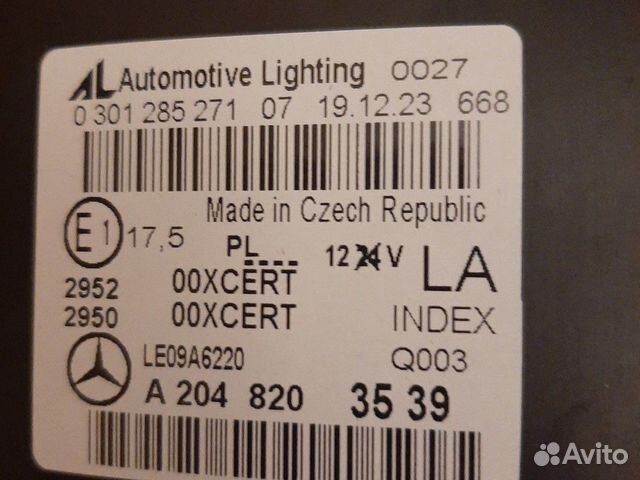 AL Automotive Lighting 0027
0 301 285 271 07 19.12.23 668
Made in Czech Republic
E1 17,5 PL 12 24 V LA
2952 00XCERT
2950 00XCERT INDEX
LE09A6220 Q003
A 204 820 35 39
Avito